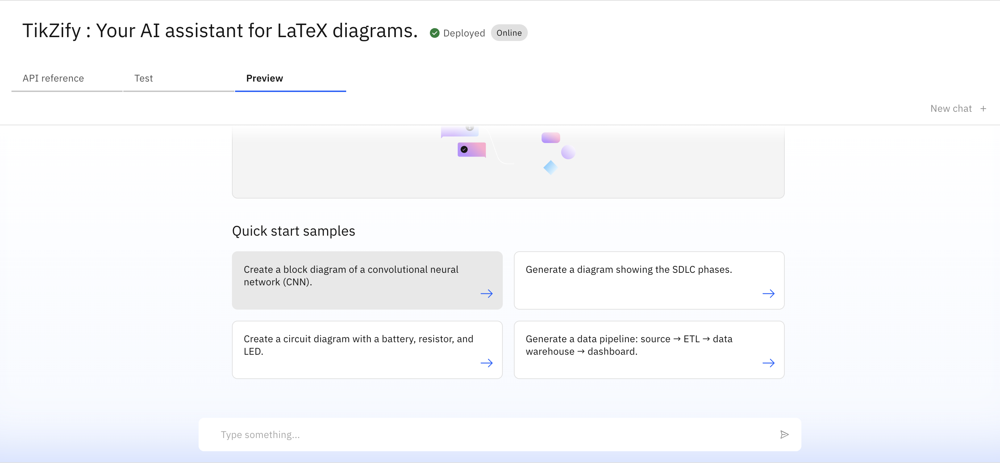 TikZify : Your AI assistant for LaTeX diagrams. Deployed Online
API reference Test Preview
New chat +
Quick start samples
Create a block diagram of a convolutional neural
network (CNN).
Generate a diagram showing the SDLC phases.
Create a circuit diagram with a battery, resistor, and
LED.
Generate a data pipeline: source → ETL → data
warehouse → dashboard.
Type something...